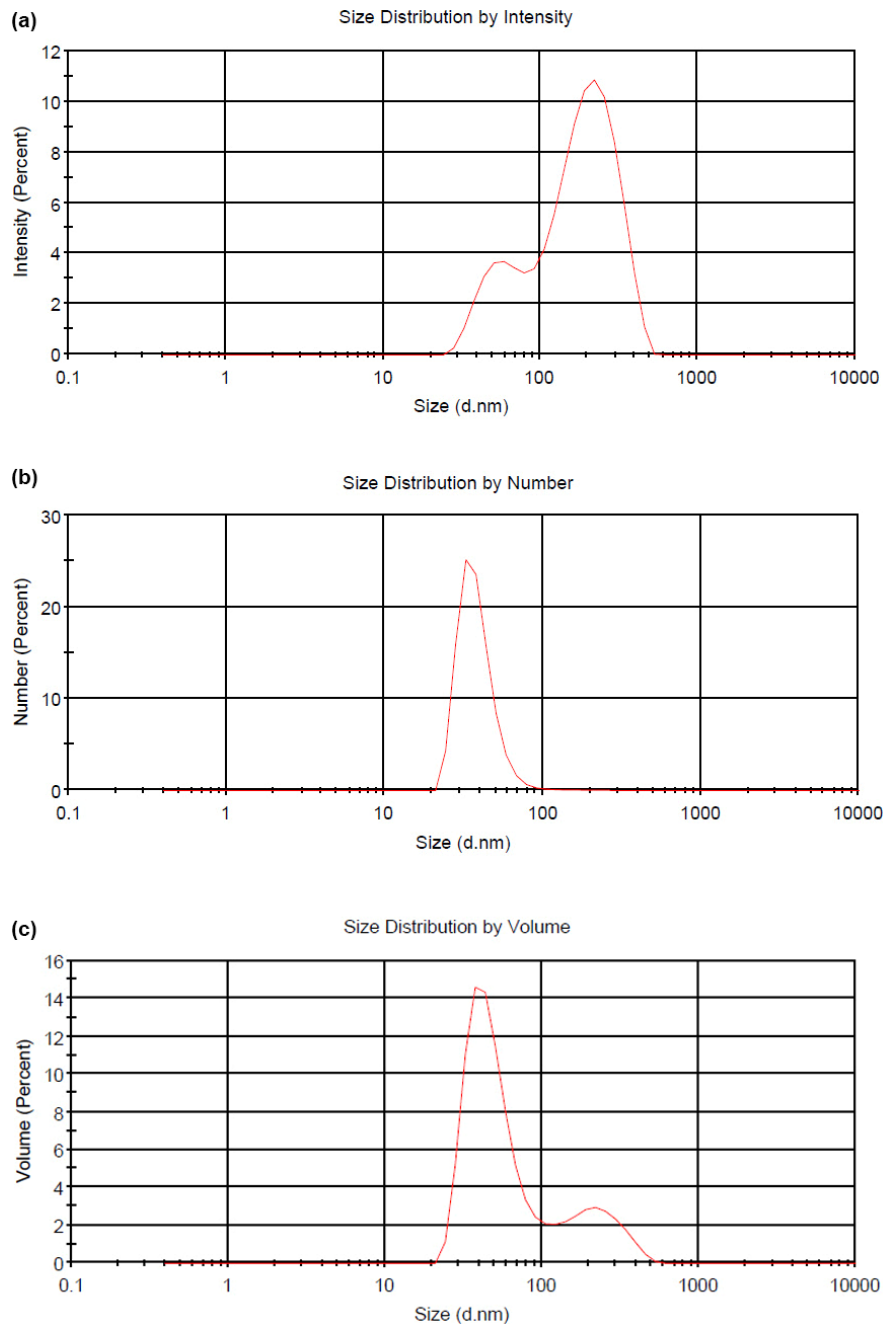 (a)
Size Distribution by Intensity
12
10
8
6
4
2
0
Intensity (Percent)
0.1 1 10 100 1000 10000
Size (d.nm)
(b)
Size Distribution by Number
30
20
10
0
Number (Percent)
0.1 1 10 100 1000 10000
Size (d.nm)
(c)
Size Distribution by Volume
16
14
12
10
8
6
4
2
0
Volume (Percent)
0.1 1 10 100 1000 10000
Size (d.nm)